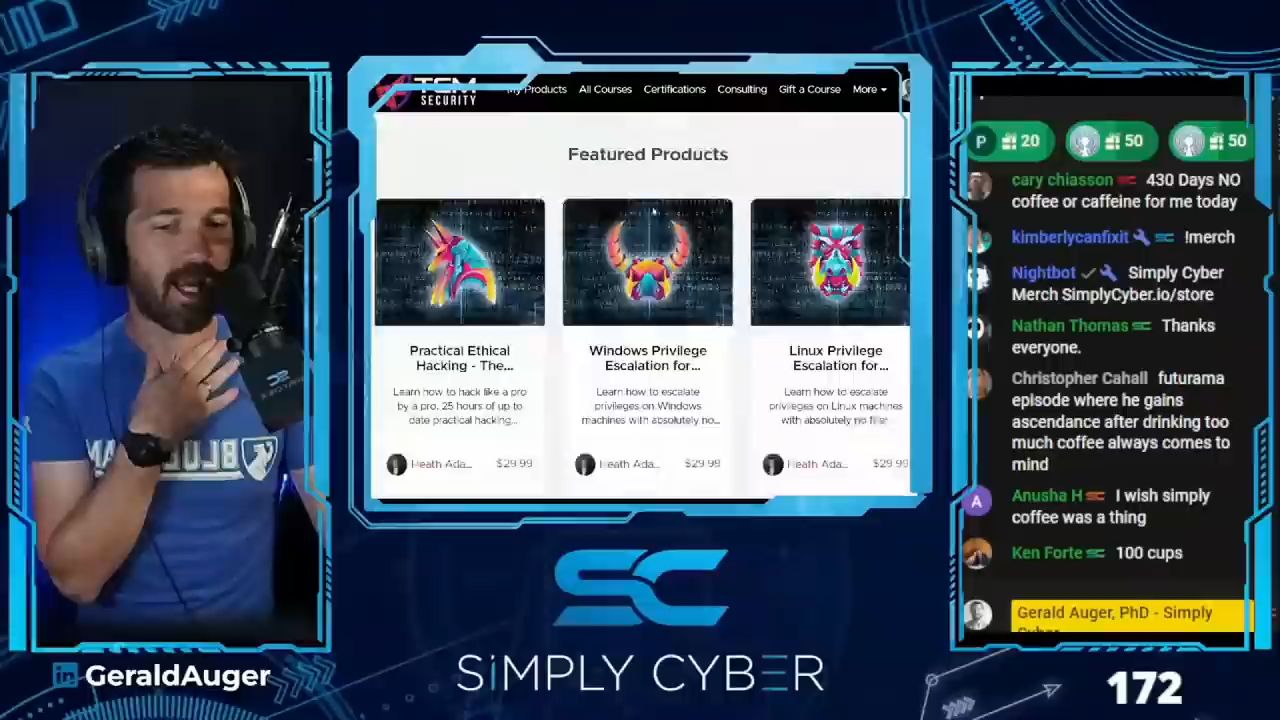 TCM
SECURITY
My Products
All Courses
Certifications
Consulting
Gift a Course
More
Featured Products
Practical Ethical
Hacking - The...
Learn how to hack like a pro
by a pro. 25 hours of up to
date practical hacking...
Heath Ada...
$29.99
Windows Privilege
Escalation for...
Learn how to escalate
privileges on Windows
machines with absolutely no...
Heath Ada...
$29.99
Linux Privilege
Escalation for...
Learn how to escalate
privileges on Linux machines
with absolutely no filler
Heath Ada...
$29.99
P 20
50
50
cary chiasson 430 Days NO
coffee or caffeine for me today
kimberlycanfixit !merch
Nightbot Simply Cyber
Merch SimplyCyber.io/store
Nathan Thomas Thanks
everyone.
Christopher Cahall futurama
episode where he gains
ascendance after drinking too
much coffee always comes to
mind
A
Anusha H I wish simply
coffee was a thing
Ken Forte 100 cups
Gerald Auger, PhD - Simply
Cyber
SC
SIMPLY CYBER
in GeraldAuger
172